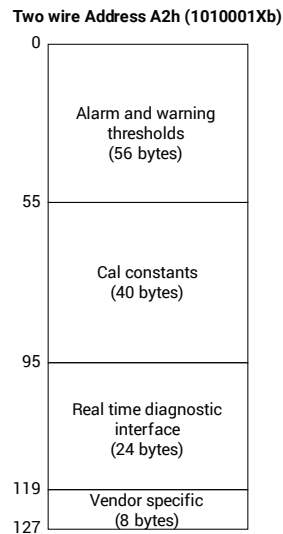 Two wire Address A2h (1010001Xb)
0
Alarm and warning
thresholds
(56 bytes)
55
Cal constants
(40 bytes)
95
Real time diagnostic
interface
(24 bytes)
119
Vendor specific
(8 bytes)
127